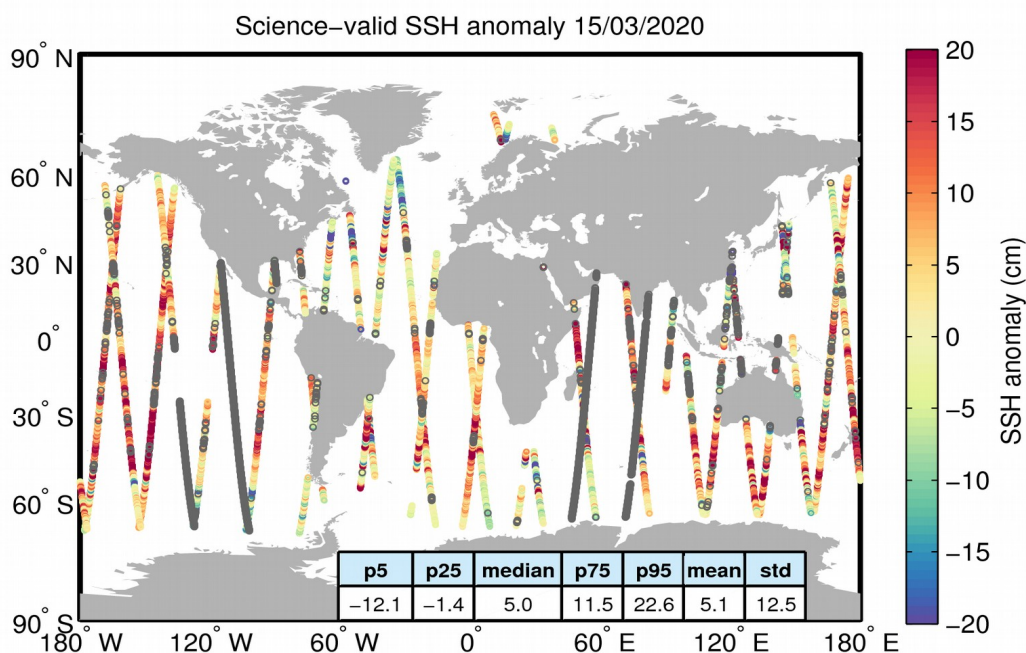 Science−valid SSH anomaly 15/03/2020
90° N
60° N
30° N
0°
30° S
60° S
90° S
180° W
120° W
60° W
0°
60° E
120° E
180° E
p5 p25 median p75 p95 mean std
−12.1 −1.4 5.0 11.5 22.6 5.1 12.5
20
15
10
5
0
−5
−10
−15
−20
SSH anomaly (cm)